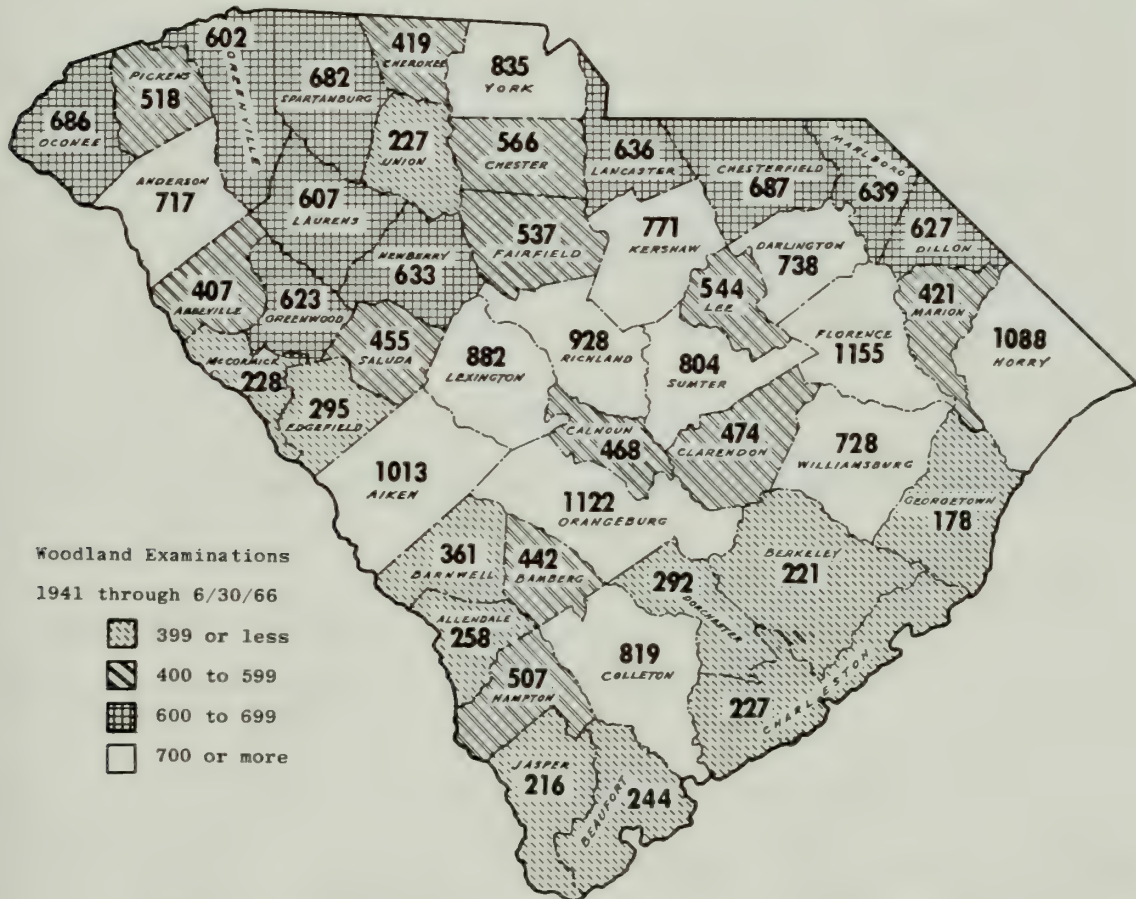 602
GREENVILLE
419
CHEROKEE
835
YORK
PICKENS
518
682
SPARTANBURG
686
OCONEE
227
UNION
566
CHESTER
636
LANCASTER
CHESTERFIELD
687
MARLBORO
639
627
DILLON
ANDERSON
717
607
LAURENS
537
FAIRFIELD
771
KERSHAW
DARLINGTON
738
NEWBERRY
633
407
ABBEVILLE
623
GREENWOOD
544
LEE
421
MARION
455
SALUDA
882
LEXINGTON
928
RICHLAND
804
SUMTER
FLORENCE
1155
1088
HORRY
McCORMICK
228
295
EDGEFIELD
CALHOUN
468
474
CLARENDON
728
WILLIAMSBURG
1013
AIKEN
1122
ORANGEBURG
GEORGETOWN
178
361
BARNWELL
442
BAMBERG
292
DORCHESTER
BERKELEY
221
ALLENDALE
258
507
HAMPTON
819
COLLETON
227
CHARLESTON
JASPER
216
BEAUFORT
244
Woodland Examinations
1941 through 6/30/66
399 or less
400 to 599
600 to 699
700 or more